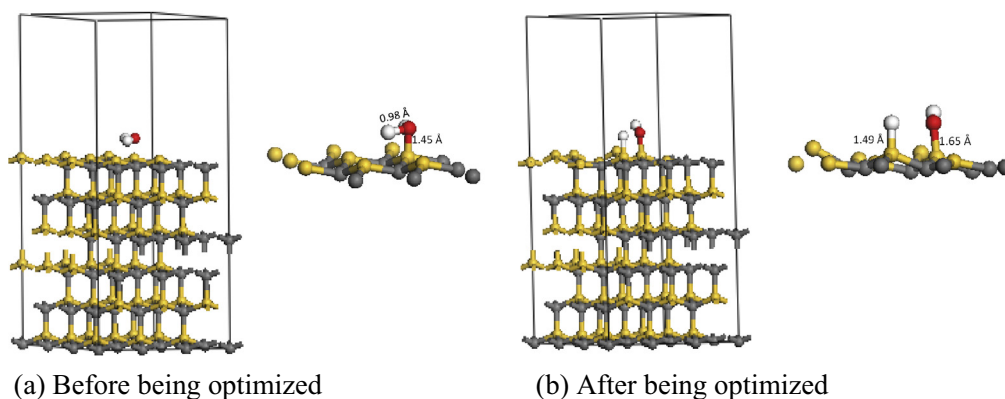 0.98 Å
1.45 Å
1.49 Å
1.65 Å
(a) Before being optimized
(b) After being optimized